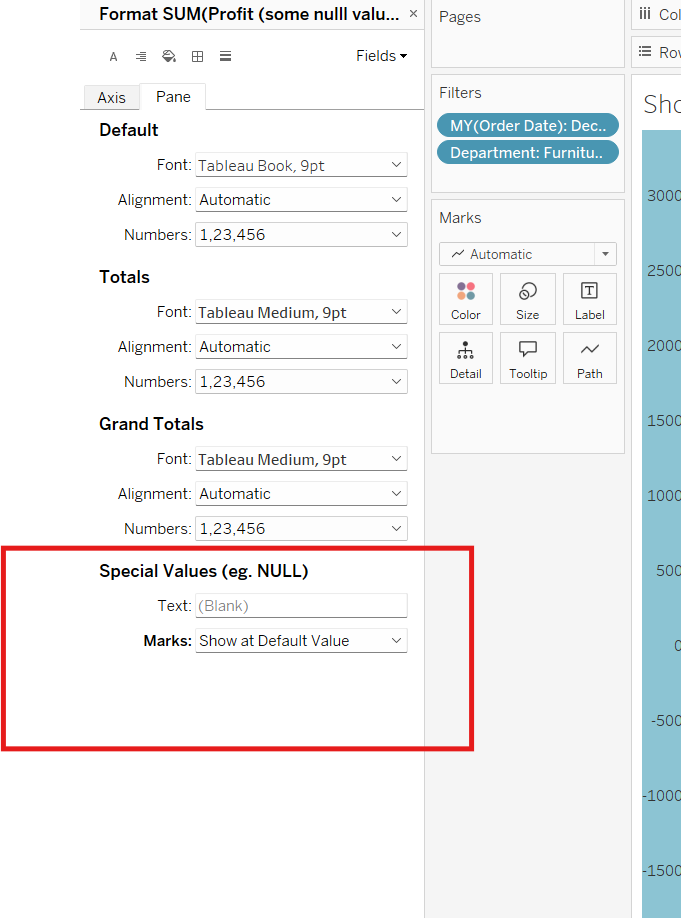 Format SUM(Profit (some nulll valu... ×
A
Fields
Axis
Pane
Default
Font: Tableau Book, 9pt
Alignment: Automatic
Numbers: 1,23,456
Totals
Font: Tableau Medium, 9pt
Alignment: Automatic
Numbers: 1,23,456
Grand Totals
Font: Tableau Medium, 9pt
Alignment: Automatic
Numbers: 1,23,456
Special Values (eg. NULL)
Text: (Blank)
Marks: Show at Default Value
Pages
Filters
MY(Order Date): Dec..
Department: Furnitu..
Marks
Automatic
Color
Size
T
Label
Detail
Tooltip
Path
Col
Row
Sho
3000
2500
2000
1500
1000
500
0
-500
-1000
-1500